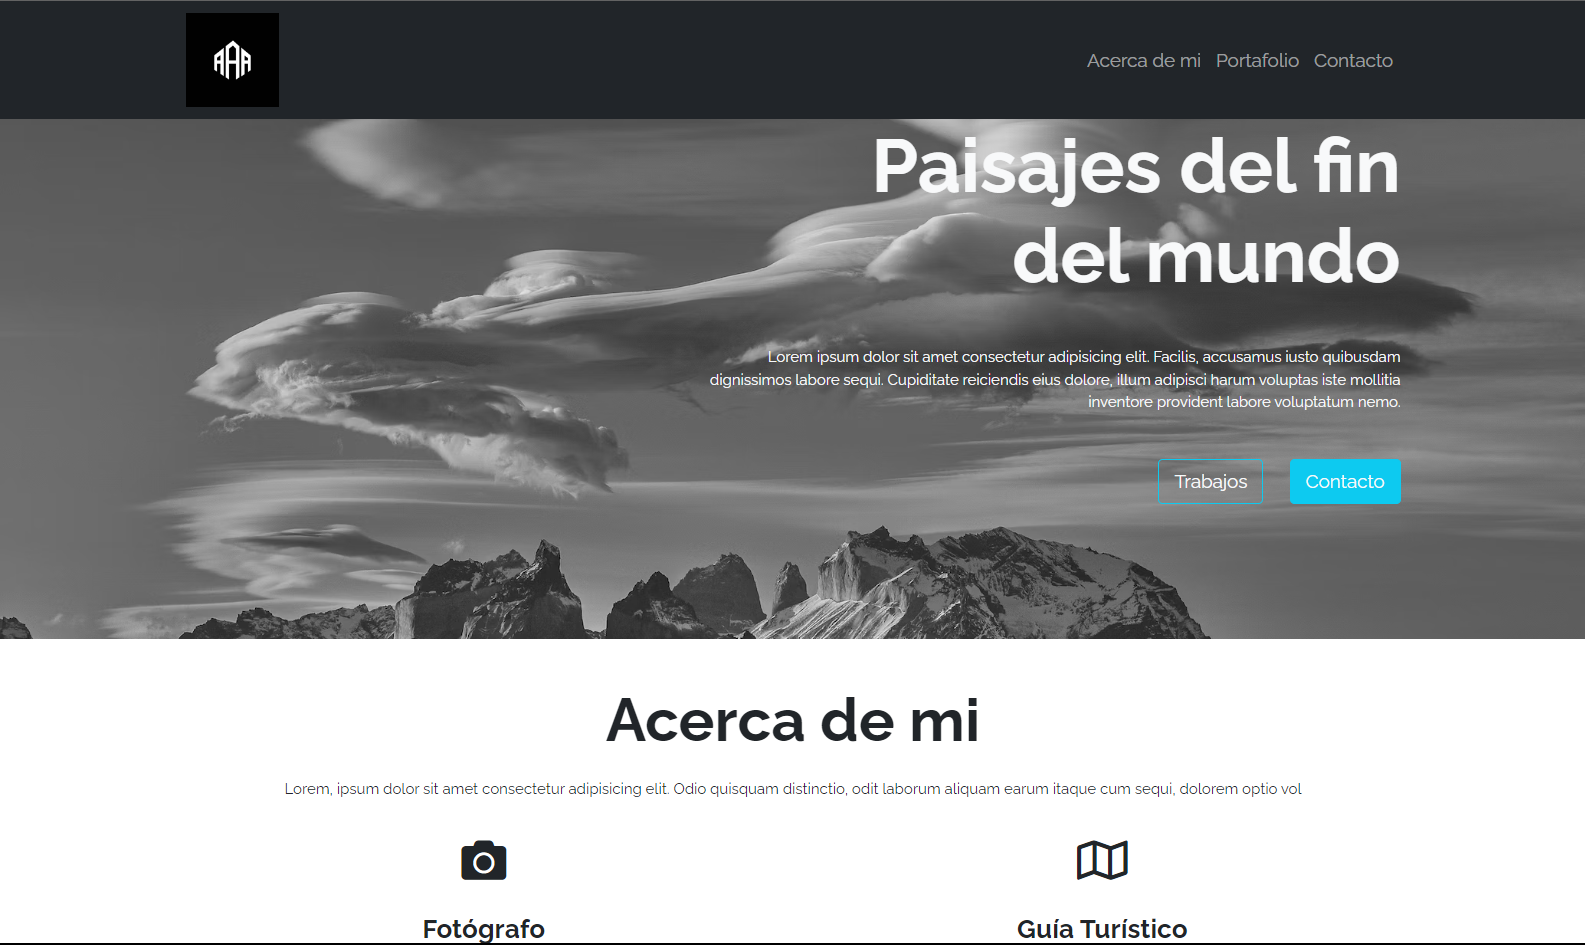 AAA
Acerca de mi Portafolio Contacto
Paisajes del fin
del mundo
Lorem ipsum dolor sit amet consectetur adipisicing elit. Facilis, accusamus iusto quibusdam
dignissimos labore sequi. Cupiditate reiciendis eius dolore, illum adipisci harum voluptas iste mollitia
inventore provident labore voluptatum nemo.
Trabajos Contacto
Acerca de mi
Lorem, ipsum dolor sit amet consectetur adipisicing elit. Odio quisquam distinctio, odit laborum aliquam earum itaque cum sequi, dolorem optio vol
Fotógrafo Guía Turístico